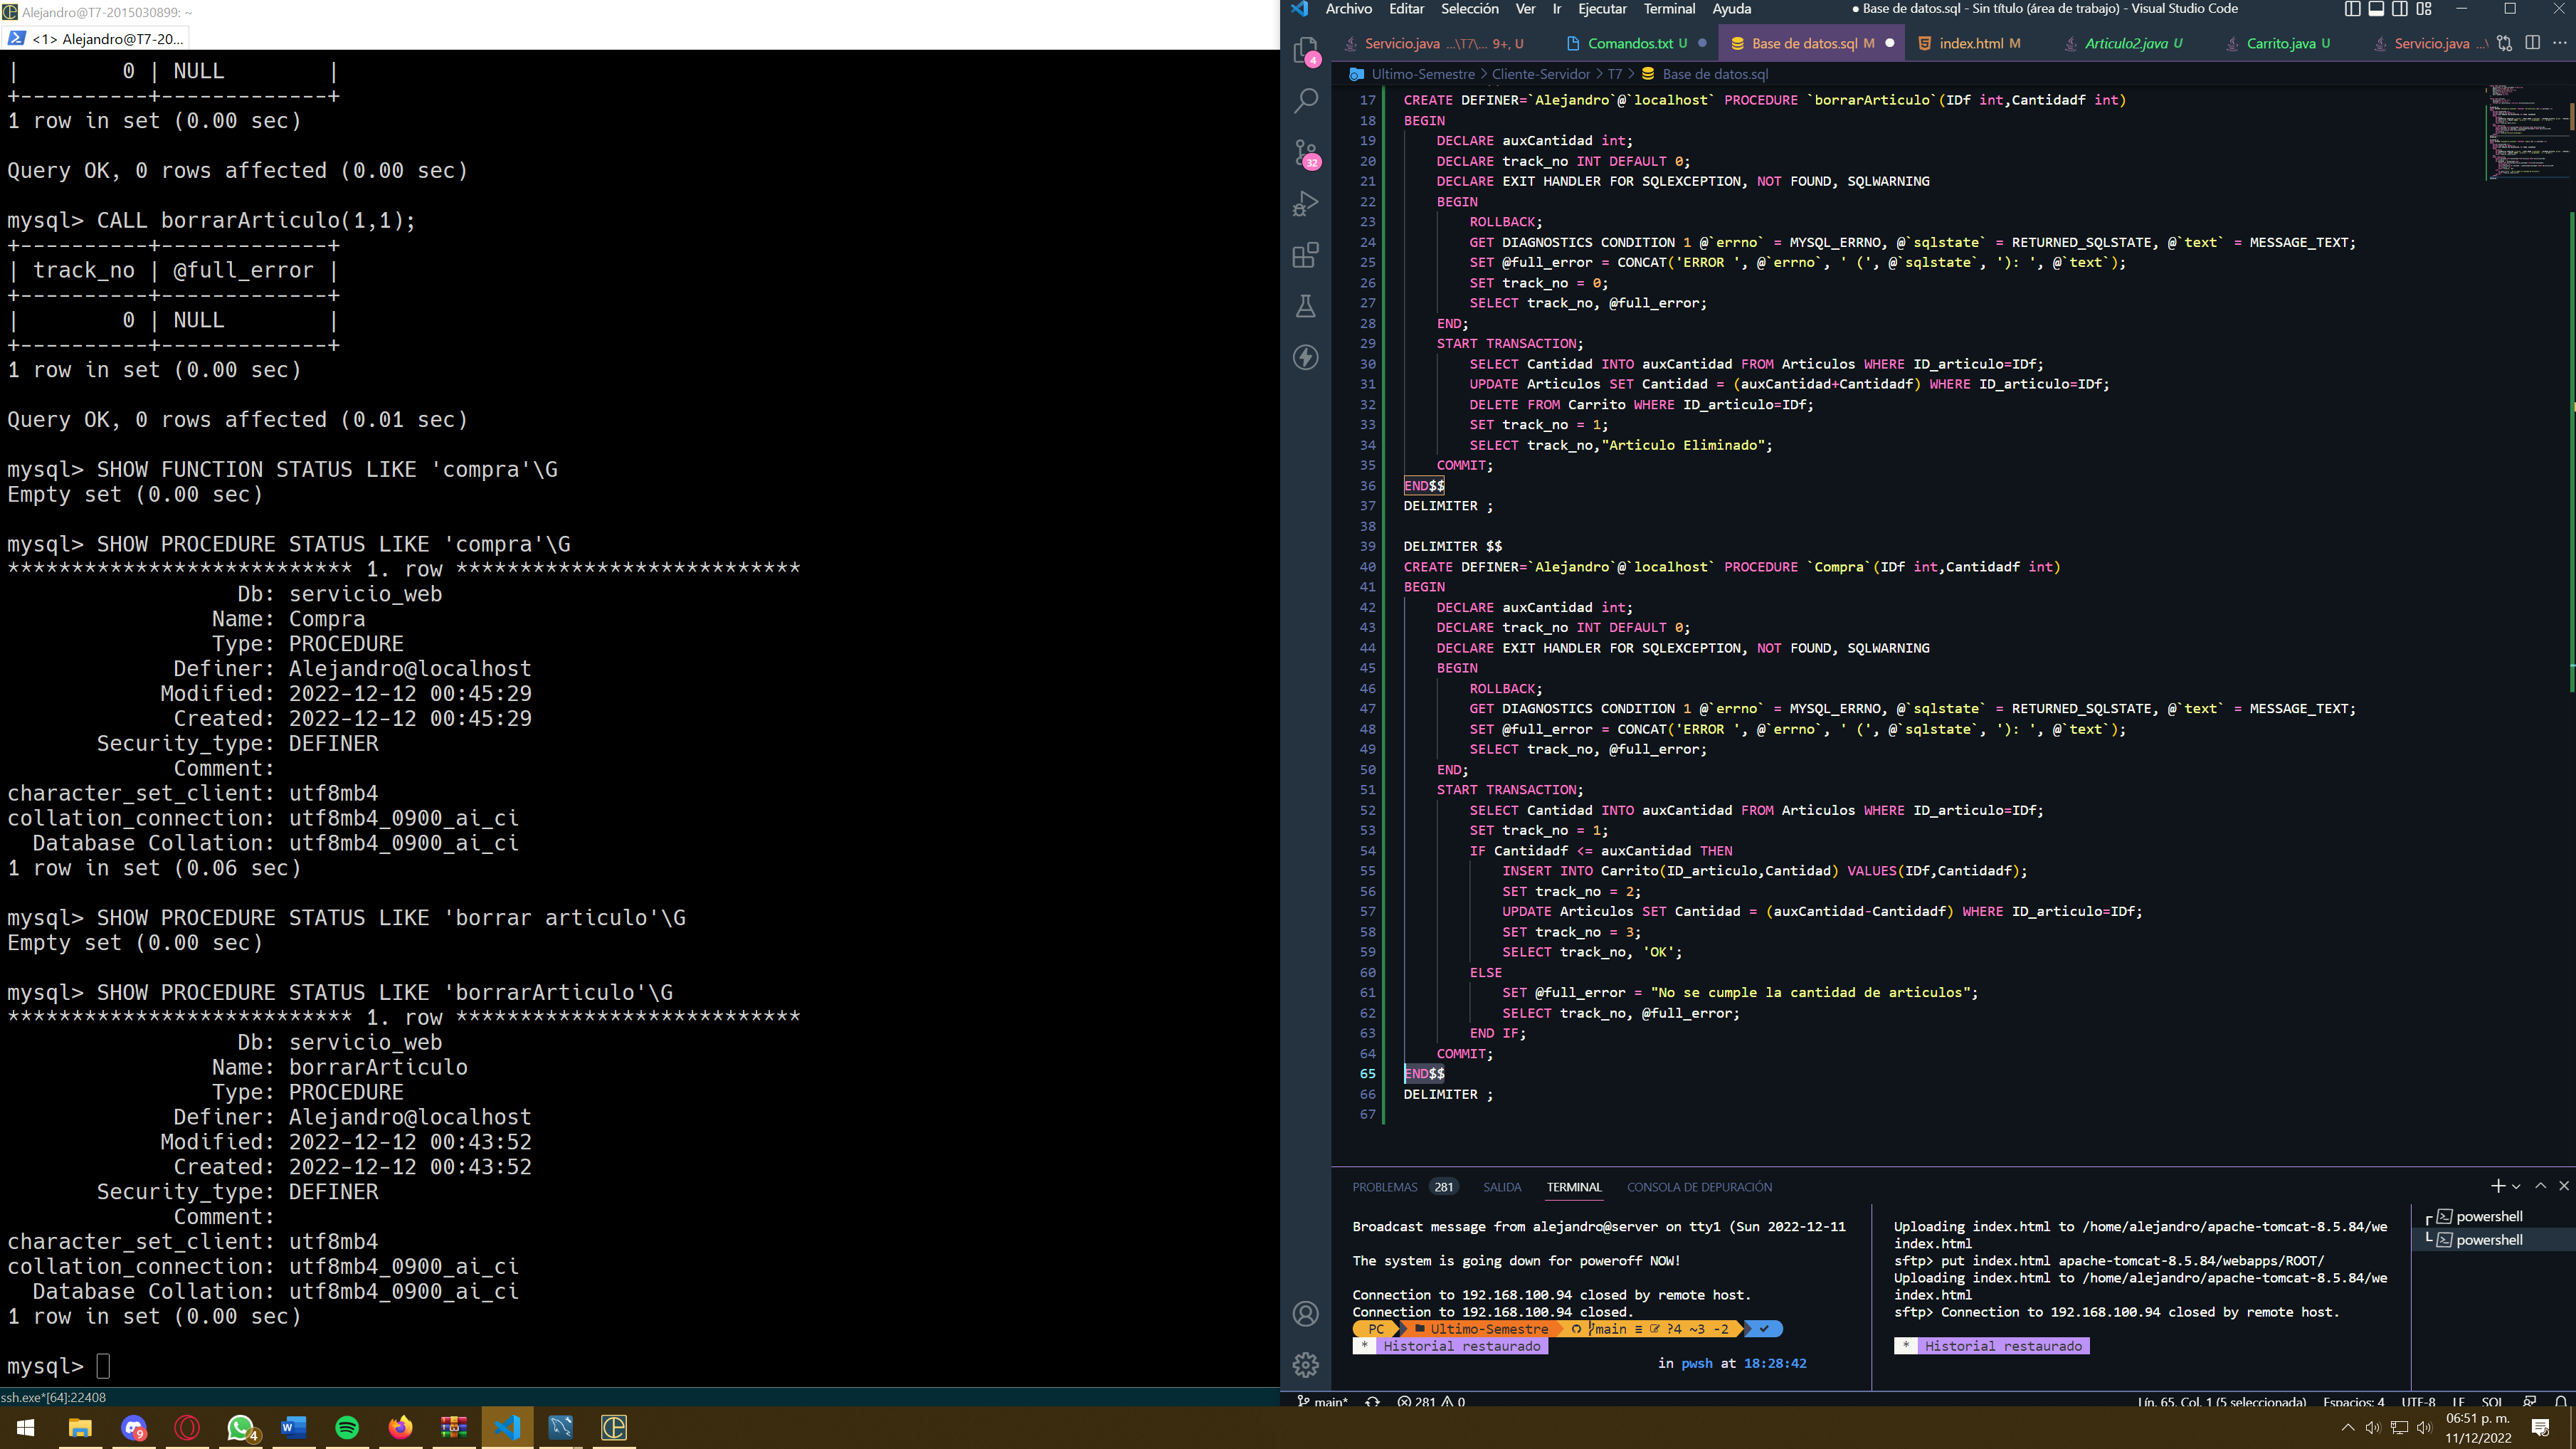 Alejandro@T7-2015030899: ~
<1> Alejandro@T7-20...
|         0 | NULL        |
+----------+-------------+
1 row in set (0.00 sec)
Query OK, 0 rows affected (0.00 sec)
mysql> CALL borrarArticulo(1,1);
+----------+-------------+
| track_no | @full_error |
+----------+-------------+
|         0 | NULL        |
+----------+-------------+
1 row in set (0.00 sec)
Query OK, 0 rows affected (0.01 sec)
mysql> SHOW FUNCTION STATUS LIKE 'compra'\G
Empty set (0.00 sec)
mysql> SHOW PROCEDURE STATUS LIKE 'compra'\G
*************************** 1. row ***************************
Db: servicio_web
Name: Compra
Type: PROCEDURE
Definer: Alejandro@localhost
Modified: 2022-12-12 00:45:29
Created: 2022-12-12 00:45:29
Security_type: DEFINER
Comment:
character_set_client: utf8mb4
collation_connection: utf8mb4_0900_ai_ci
Database Collation: utf8mb4_0900_ai_ci
1 row in set (0.06 sec)
mysql> SHOW PROCEDURE STATUS LIKE 'borrar articulo'\G
Empty set (0.00 sec)
mysql> SHOW PROCEDURE STATUS LIKE 'borrarArticulo'\G
*************************** 1. row ***************************
Db: servicio_web
Name: borrarArticulo
Type: PROCEDURE
Definer: Alejandro@localhost
Modified: 2022-12-12 00:43:52
Created: 2022-12-12 00:43:52
Security_type: DEFINER
Comment:
character_set_client: utf8mb4
collation_connection: utf8mb4_0900_ai_ci
Database Collation: utf8mb4_0900_ai_ci
1 row in set (0.00 sec)
mysql>
ssh.exe*[64]:22408
Archivo Editar Selección Ver Ir Ejecutar Terminal Ayuda
● Base de datos.sql - Sin título (área de trabajo) - Visual Studio Code
Servicio.java ...\T7\... 9+, U
Comandos.txt U
Base de datos.sql M
index.html M
Articulo2.java U
Carrito.java U
Servicio.java ...\
Ultimo-Semestre > Cliente-Servidor > T7 > Base de datos.sql
4
32
17 CREATE DEFINER=`Alejandro`@`localhost` PROCEDURE `borrarArticulo`(IDf int,Cantidadf int)
18 BEGIN
19 DECLARE auxCantidad int;
20 DECLARE track_no INT DEFAULT 0;
21 DECLARE EXIT HANDLER FOR SQLEXCEPTION, NOT FOUND, SQLWARNING
22 BEGIN
23 ROLLBACK;
24 GET DIAGNOSTICS CONDITION 1 @`errno` = MYSQL_ERRNO, @`sqlstate` = RETURNED_SQLSTATE, @`text` = MESSAGE_TEXT;
25 SET @full_error = CONCAT('ERROR ', @`errno`, ' (', @`sqlstate`, '): ', @`text`);
26 SET track_no = 0;
27 SELECT track_no, @full_error;
28 END;
29 START TRANSACTION;
30 SELECT Cantidad INTO auxCantidad FROM Articulos WHERE ID_articulo=IDf;
31 UPDATE Articulos SET Cantidad = (auxCantidad+Cantidadf) WHERE ID_articulo=IDf;
32 DELETE FROM Carrito WHERE ID_articulo=IDf;
33 SET track_no = 1;
34 SELECT track_no,"Articulo Eliminado";
35 COMMIT;
36 END$$
37 DELIMITER ;
38
39 DELIMITER $$
40 CREATE DEFINER=`Alejandro`@`localhost` PROCEDURE `Compra`(IDf int,Cantidadf int)
41 BEGIN
42 DECLARE auxCantidad int;
43 DECLARE track_no INT DEFAULT 0;
44 DECLARE EXIT HANDLER FOR SQLEXCEPTION, NOT FOUND, SQLWARNING
45 BEGIN
46 ROLLBACK;
47 GET DIAGNOSTICS CONDITION 1 @`errno` = MYSQL_ERRNO, @`sqlstate` = RETURNED_SQLSTATE, @`text` = MESSAGE_TEXT;
48 SET @full_error = CONCAT('ERROR ', @`errno`, ' (', @`sqlstate`, '): ', @`text`);
49 SELECT track_no, @full_error;
50 END;
51 START TRANSACTION;
52 SELECT Cantidad INTO auxCantidad FROM Articulos WHERE ID_articulo=IDf;
53 SET track_no = 1;
54 IF Cantidadf <= auxCantidad THEN
55 INSERT INTO Carrito(ID_articulo,Cantidad) VALUES(IDf,Cantidadf);
56 SET track_no = 2;
57 UPDATE Articulos SET Cantidad = (auxCantidad-Cantidadf) WHERE ID_articulo=IDf;
58 SET track_no = 3;
59 SELECT track_no, 'OK';
60 ELSE
61 SET @full_error = "No se cumple la cantidad de articulos";
62 SELECT track_no, @full_error;
63 END IF;
64 COMMIT;
65 END$$
66 DELIMITER ;
67
PROBLEMAS 281 SALIDA TERMINAL CONSOLA DE DEPURACIÓN
Broadcast message from alejandro@server on tty1 (Sun 2022-12-11
The system is going down for poweroff NOW!
Connection to 192.168.100.94 closed by remote host.
Connection to 192.168.100.94 closed.
PC Ultimo-Semestre main ≡ ?4 ~3 -2
* Historial restaurado
in pwsh at 18:28:42
Uploading index.html to /home/alejandro/apache-tomcat-8.5.84/we
index.html
sftp> put index.html apache-tomcat-8.5.84/webapps/ROOT/
Uploading index.html to /home/alejandro/apache-tomcat-8.5.84/we
index.html
sftp> Connection to 192.168.100.94 closed by remote host.
* Historial restaurado
powershell
powershell
main* 281 0
Lín. 65, Col. 1 (5 seleccionada) Espacios: 4 UTF-8 LF SQL
9
4
06:51 p. m.
11/12/2022